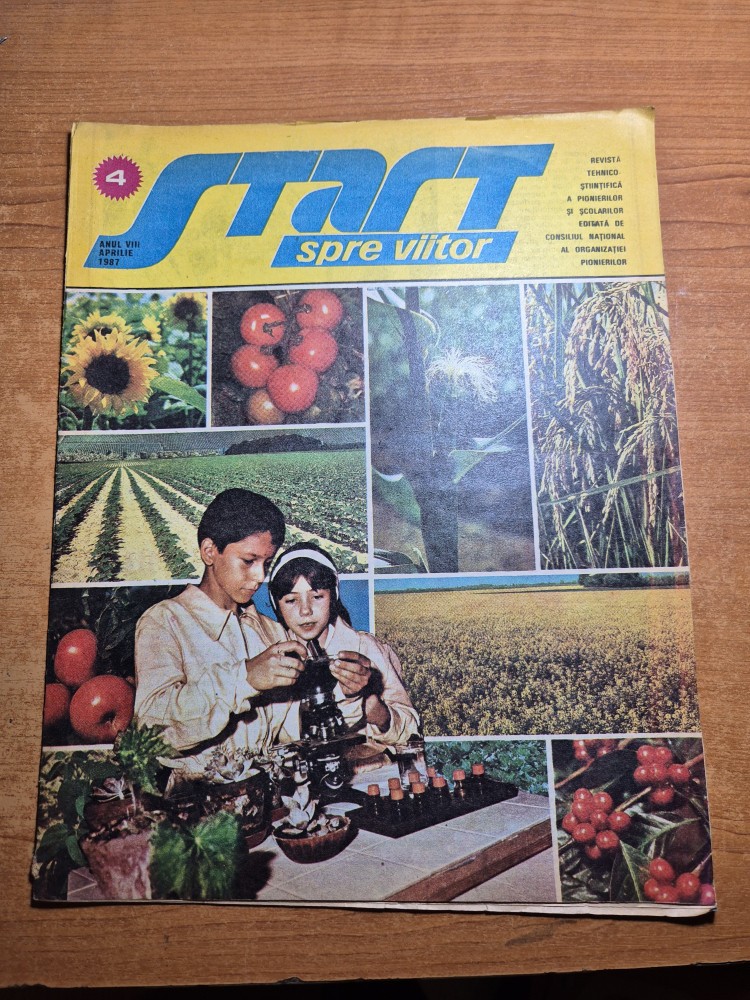 4
START
spre viitor
ANUL VIII
APRILIE
1987
REVISTĂ
TEHNICO-
ȘTIINȚIFICĂ
A PIONIERILOR
ȘI ȘCOLARILOR
EDITATĂ DE
CONSILIUL NAȚIONAL
AL ORGANIZAȚIEI
PIONIERILOR